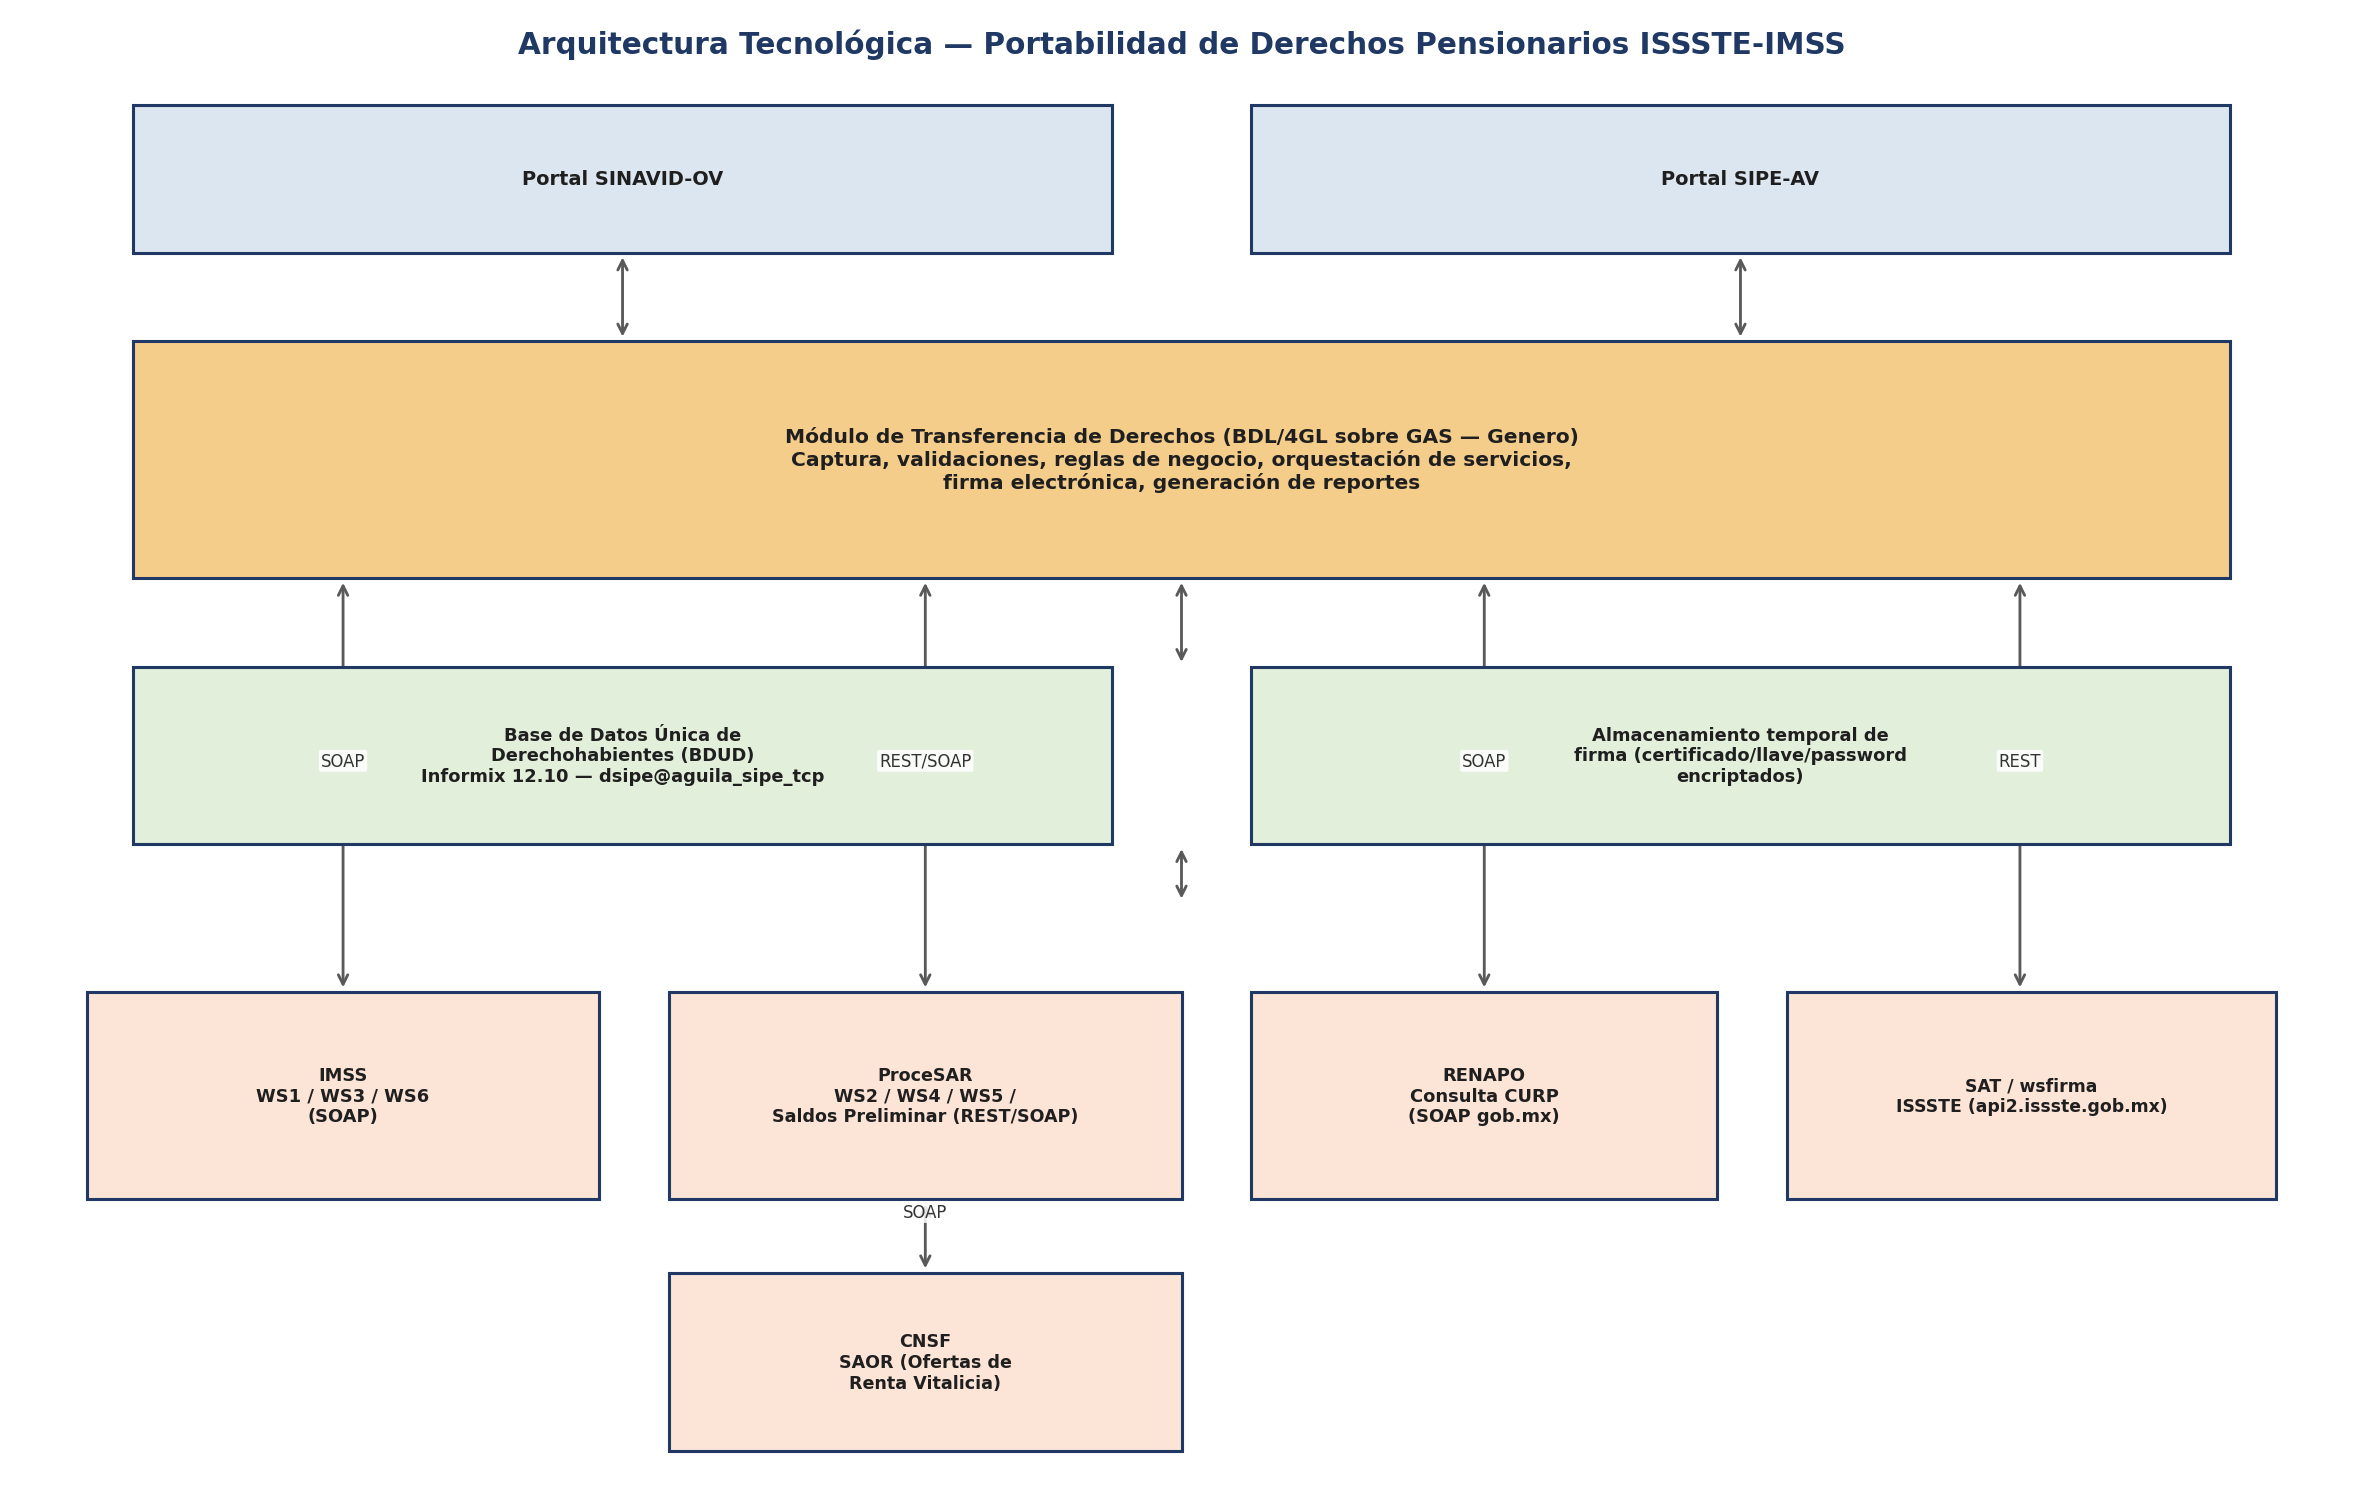 Arquitectura Tecnológica — Portabilidad de Derechos Pensionarios ISSSTE-IMSS
Portal SINAVID-OV
Portal SIPE-AV
Módulo de Transferencia de Derechos (BDL/4GL sobre GAS — Genero)
Captura, validaciones, reglas de negocio, orquestación de servicios,
firma electrónica, generación de reportes
SOAP
Base de Datos Única de
Derechohabientes (BDUD)
Informix 12.10 — dsipe@aguila_sipe_tcp
REST/SOAP
SOAP
Almacenamiento temporal de
firma (certificado/llave/password
encriptados)
REST
IMSS
WS1 / WS3 / WS6
(SOAP)
ProceSAR
WS2 / WS4 / WS5 /
Saldos Preliminar (REST/SOAP)
RENAPO
Consulta CURP
(SOAP gob.mx)
SAT / wsfirma
ISSSTE (api2.issste.gob.mx)
SOAP
CNSF
SAOR (Ofertas de
Renta Vitalicia)